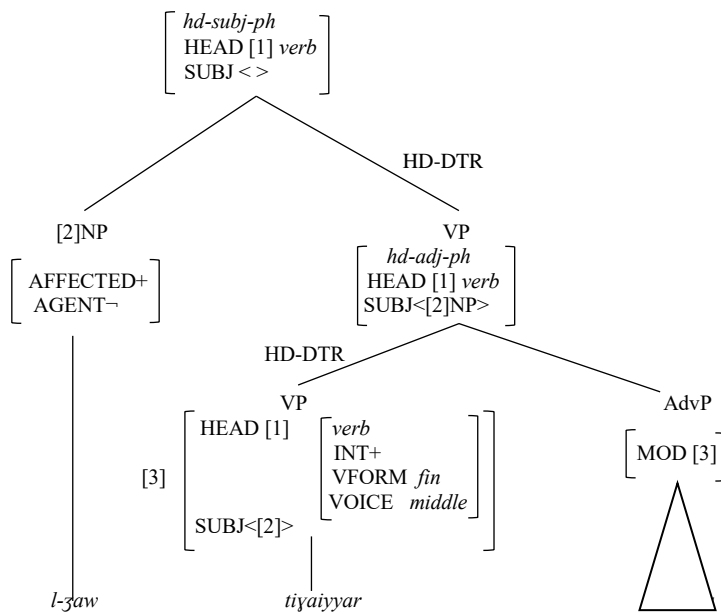 hd-subj-ph
HEAD [1] verb
SUBJ < >
HD-DTR
[2]NP
VP
AFFECTED+
AGENT¬
hd-adj-ph
HEAD [1] verb
SUBJ<[2]NP>
HD-DTR
VP
AdvP
HEAD [1]
verb
INT+
VFORM fin
VOICE middle
[3]
SUBJ<[2]>
MOD [3]
l-ʒaw
tiɣaiyyar